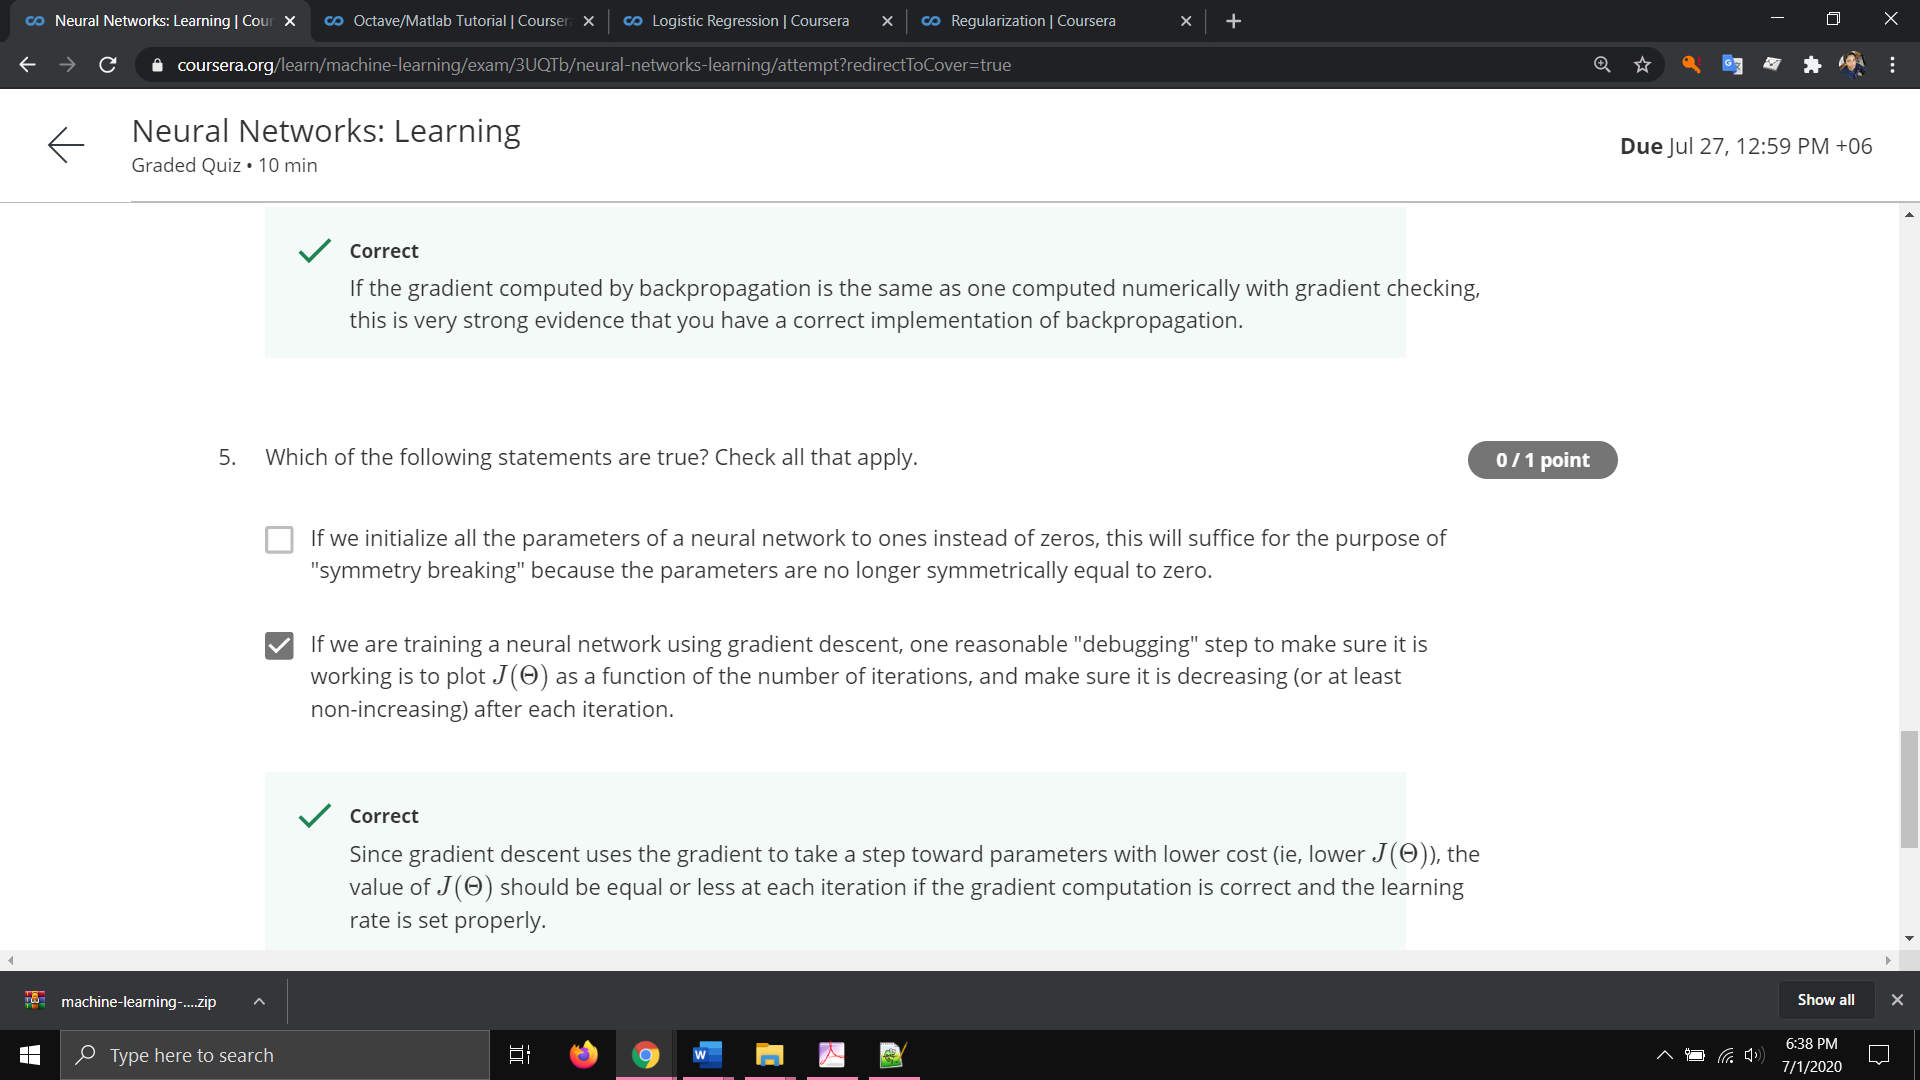 Neural Networks: Learning | Cour
Octave/Matlab Tutorial | Courser
Logistic Regression | Coursera
Regularization | Coursera
coursera.org/learn/machine-learning/exam/3UQTb/neural-networks-learning/attempt?redirectToCover=true
Neural Networks: Learning
Graded Quiz • 10 min
Due Jul 27, 12:59 PM +06
Correct
If the gradient computed by backpropagation is the same as one computed numerically with gradient checking,
this is very strong evidence that you have a correct implementation of backpropagation.
5. Which of the following statements are true? Check all that apply.
0 / 1 point
If we initialize all the parameters of a neural network to ones instead of zeros, this will suffice for the purpose of
"symmetry breaking" because the parameters are no longer symmetrically equal to zero.
If we are training a neural network using gradient descent, one reasonable "debugging" step to make sure it is
working is to plot J(Θ) as a function of the number of iterations, and make sure it is decreasing (or at least
non-increasing) after each iteration.
Correct
Since gradient descent uses the gradient to take a step toward parameters with lower cost (ie, lower J(Θ)), the
value of J(Θ) should be equal or less at each iteration if the gradient computation is correct and the learning
rate is set properly.
machine-learning-....zip
Show all
Type here to search
6:38 PM
7/1/2020